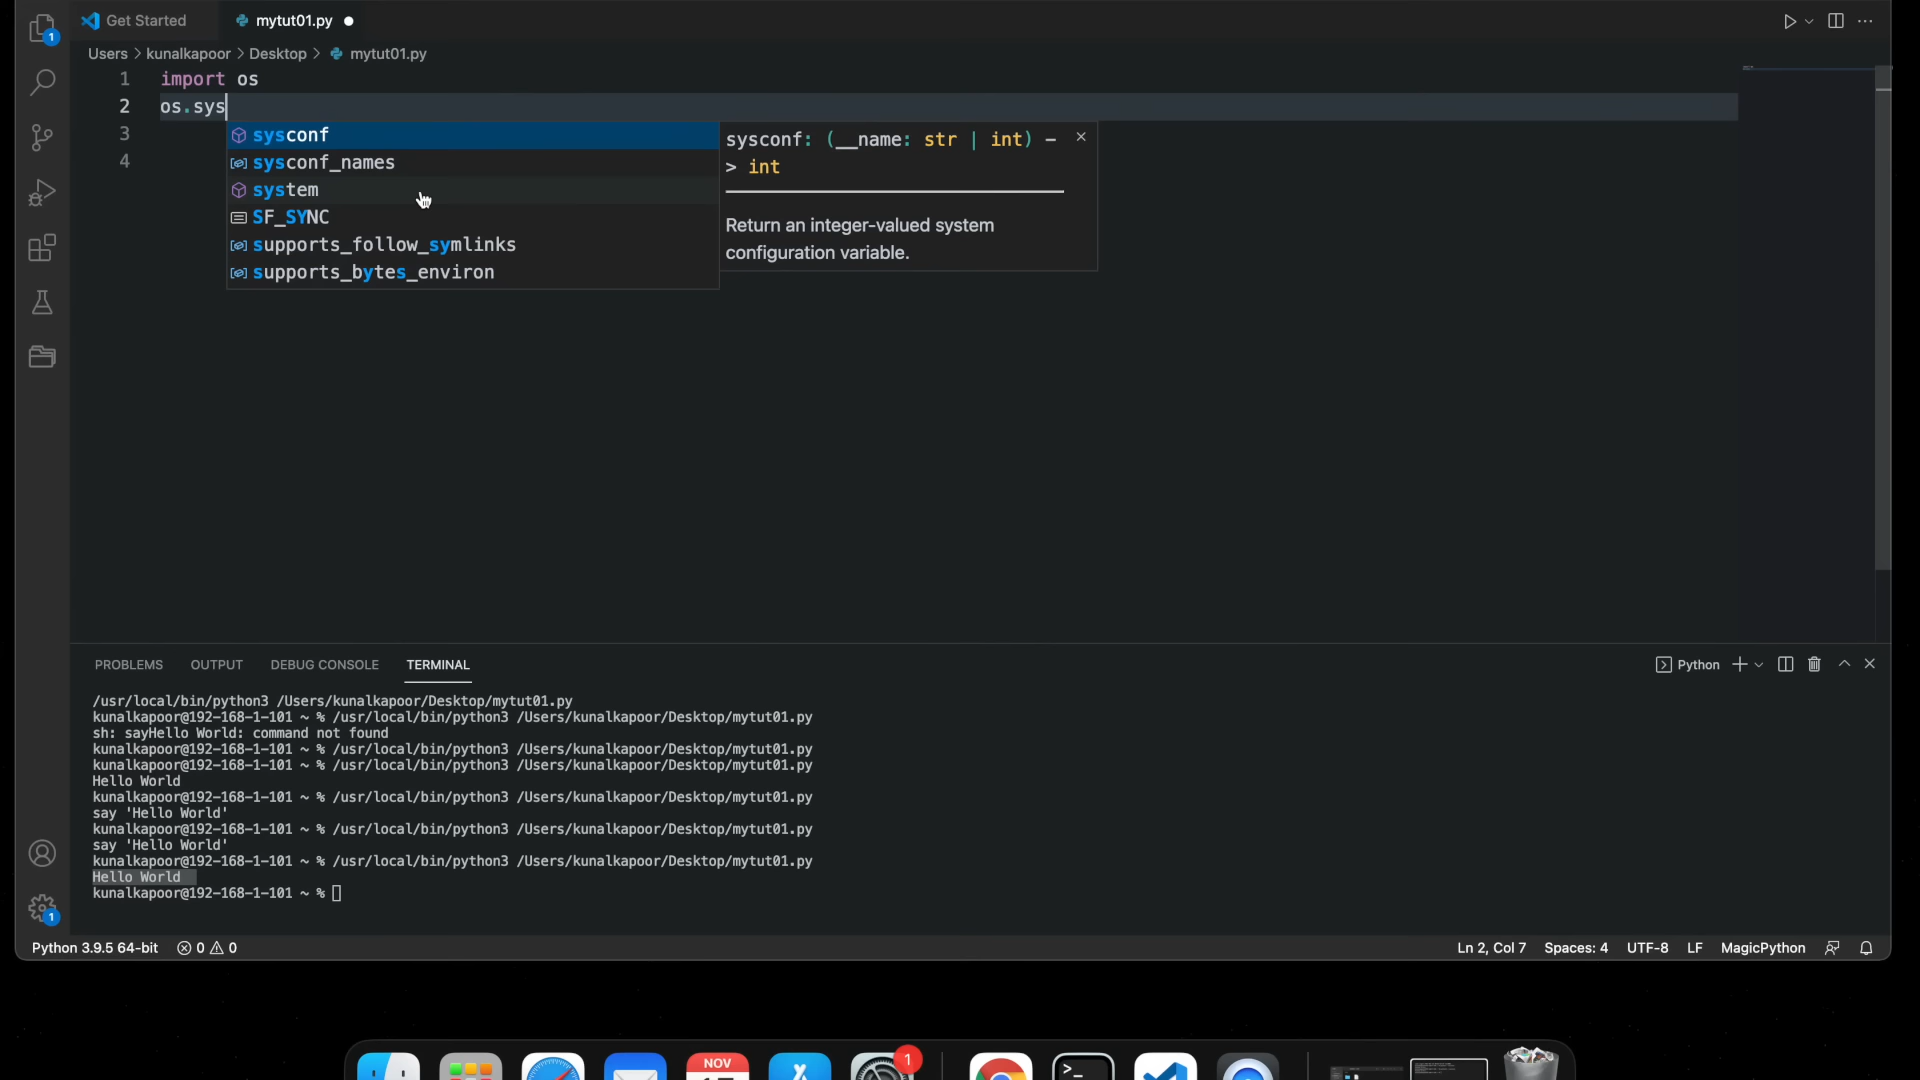 1
Get Started
mytut01.py
Users > kunalkapoor > Desktop > mytut01.py
1 import os
2 os.sys
3
4
sysconf
sysconf_names
system
SF_SYNC
supports_follow_symlinks
supports_bytes_environ
sysconf: (__name: str | int) –
> int
Return an integer-valued system
configuration variable.
PROBLEMS OUTPUT DEBUG CONSOLE TERMINAL
Python
/usr/local/bin/python3 /Users/kunalkapoor/Desktop/mytut01.py
kunalkapoor@192-168-1-101 ~ % /usr/local/bin/python3 /Users/kunalkapoor/Desktop/mytut01.py
sh: sayHello World: command not found
kunalkapoor@192-168-1-101 ~ % /usr/local/bin/python3 /Users/kunalkapoor/Desktop/mytut01.py
kunalkapoor@192-168-1-101 ~ % /usr/local/bin/python3 /Users/kunalkapoor/Desktop/mytut01.py
Hello World
kunalkapoor@192-168-1-101 ~ % /usr/local/bin/python3 /Users/kunalkapoor/Desktop/mytut01.py
say 'Hello World'
kunalkapoor@192-168-1-101 ~ % /usr/local/bin/python3 /Users/kunalkapoor/Desktop/mytut01.py
say 'Hello World'
kunalkapoor@192-168-1-101 ~ % /usr/local/bin/python3 /Users/kunalkapoor/Desktop/mytut01.py
Hello World
kunalkapoor@192-168-1-101 ~ %
1
Python 3.9.5 64-bit 0 0
Ln 2, Col 7 Spaces: 4 UTF-8 LF MagicPython
NOV
1
>_